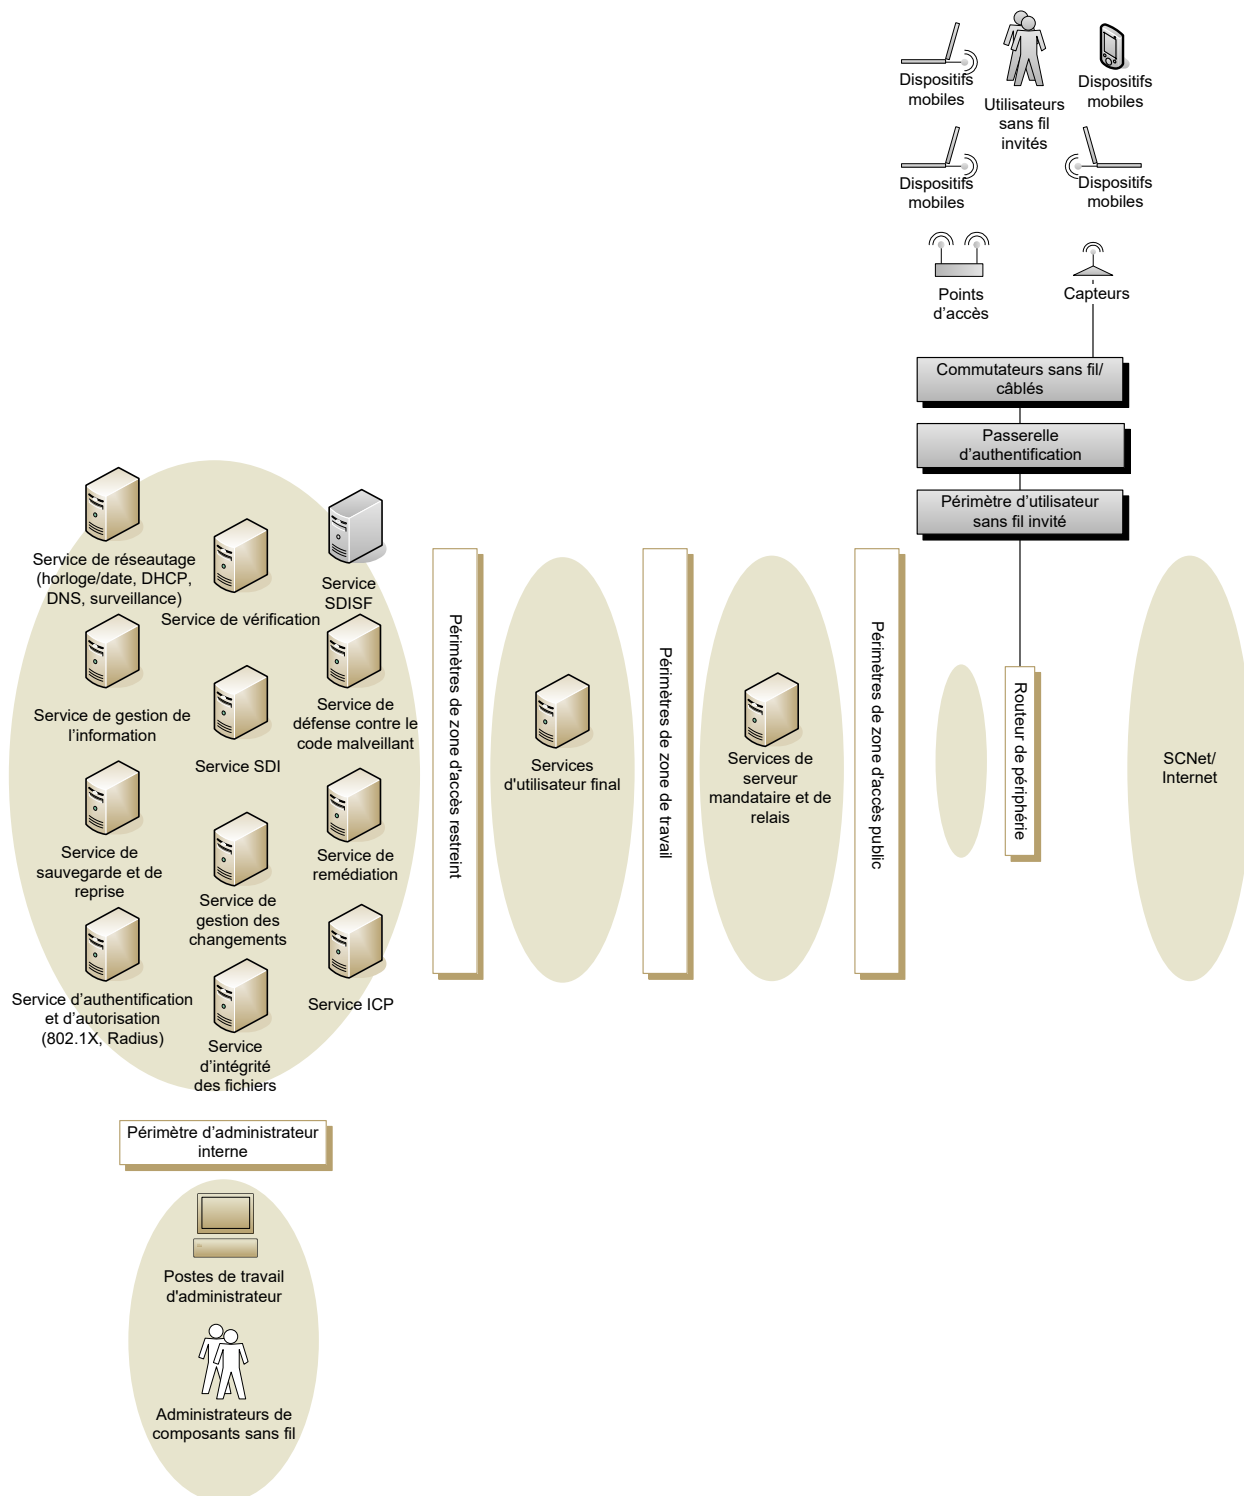 Dispositifs
mobiles
Utilisateurs
sans fil
invités
Dispositifs
mobiles
Dispositifs
mobiles
Dispositifs
mobiles
Points
d’accès
Capteurs
Commutateurs sans fil/
câblés
Passerelle
d’authentification
Périmètre d’utilisateur
sans fil invité
Service de réseautage
(horloge/date, DHCP,
DNS, surveillance)
Service de vérification
Service
SDISF
Service de gestion de
l’information
Service SDI
Service de
défense contre le
code malveillant
Service de
sauvegarde et de
reprise
Service de
gestion des
changements
Service de
remédiation
Service d’authentification
et d’autorisation
(802.1X, Radius)
Service
d’intégrité
des fichiers
Service ICP
Périmètres de zone d'accès restreint
Services
d'utilisateur final
Périmètres de zone de travail
Services de
serveur
mandataire et de
relais
Périmètres de zone d'accès public
Routeur de périphérie
SCNet/
Internet
Périmètre d’administrateur
interne
Postes de travail
d'administrateur
Administrateurs de
composants sans fil